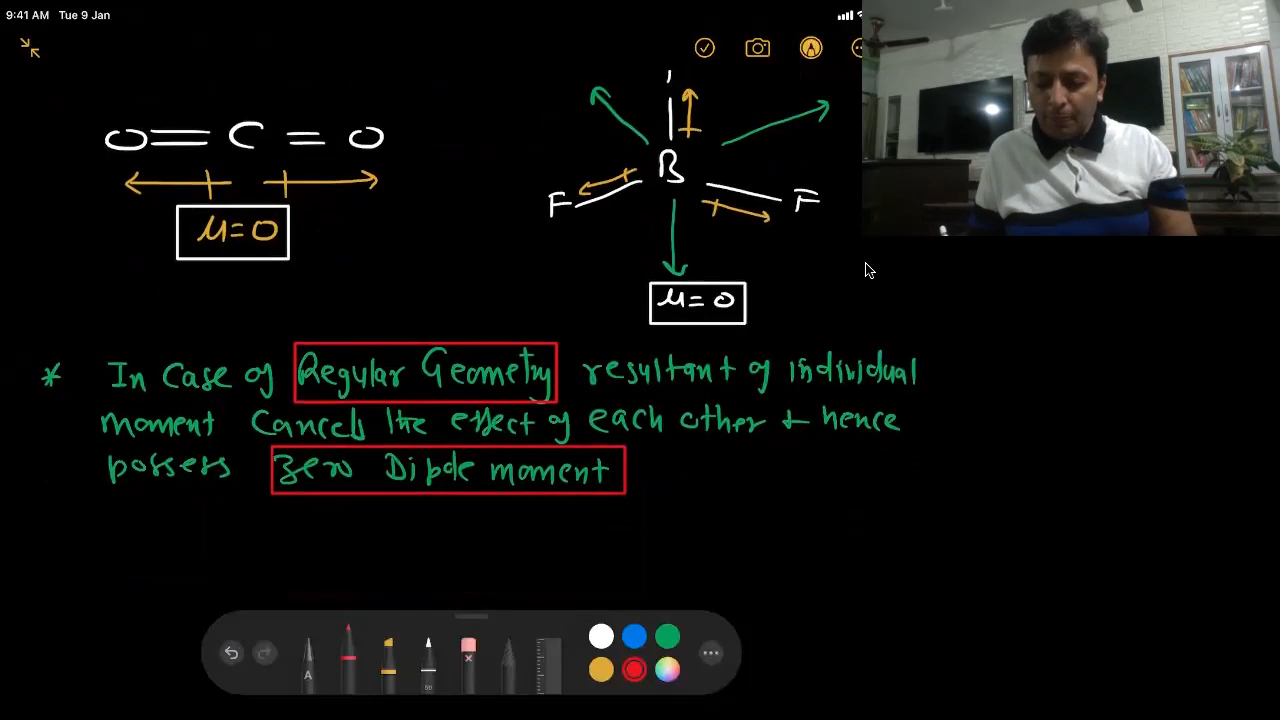 9:41 AM Tue 9 Jan
O = C = O
μ = 0
B
F F
μ = 0
* In Case of Regular Geometry resultant of individual
moment Cancels the effect of each other + hence
possess Zero Dipole moment
A
50